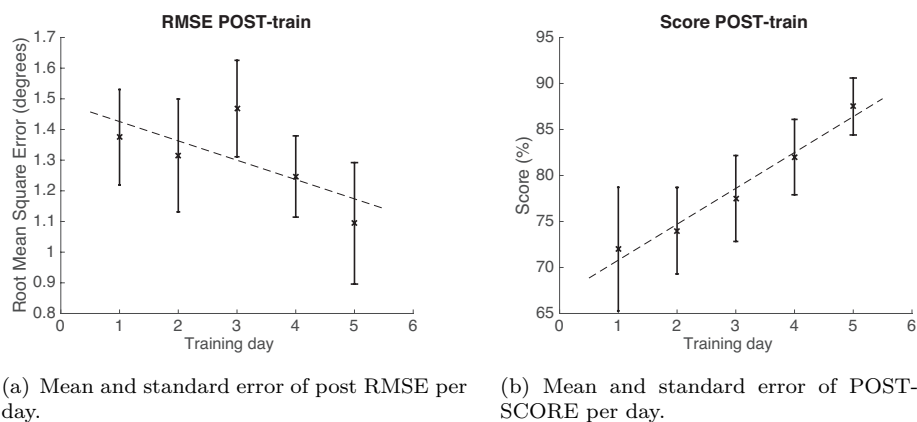 RMSE POST-train
Root Mean Square Error (degrees)
1.7
1.6
1.5
1.4
1.3
1.2
1.1
1
0.9
0.8
0 1 2 3 4 5 6
Training day
(a) Mean and standard error of post RMSE per
day.
Score POST-train
Score (%)
95
90
85
80
75
70
65
0 1 2 3 4 5 6
Training day
(b) Mean and standard error of POST-
SCORE per day.